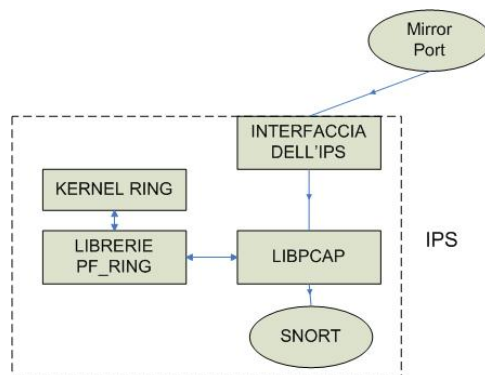 Mirror
Port
INTERFACCIA
DELL'IPS
KERNEL RING
IPS
LIBRERIE
PF_RING
LIBPCAP
SNORT